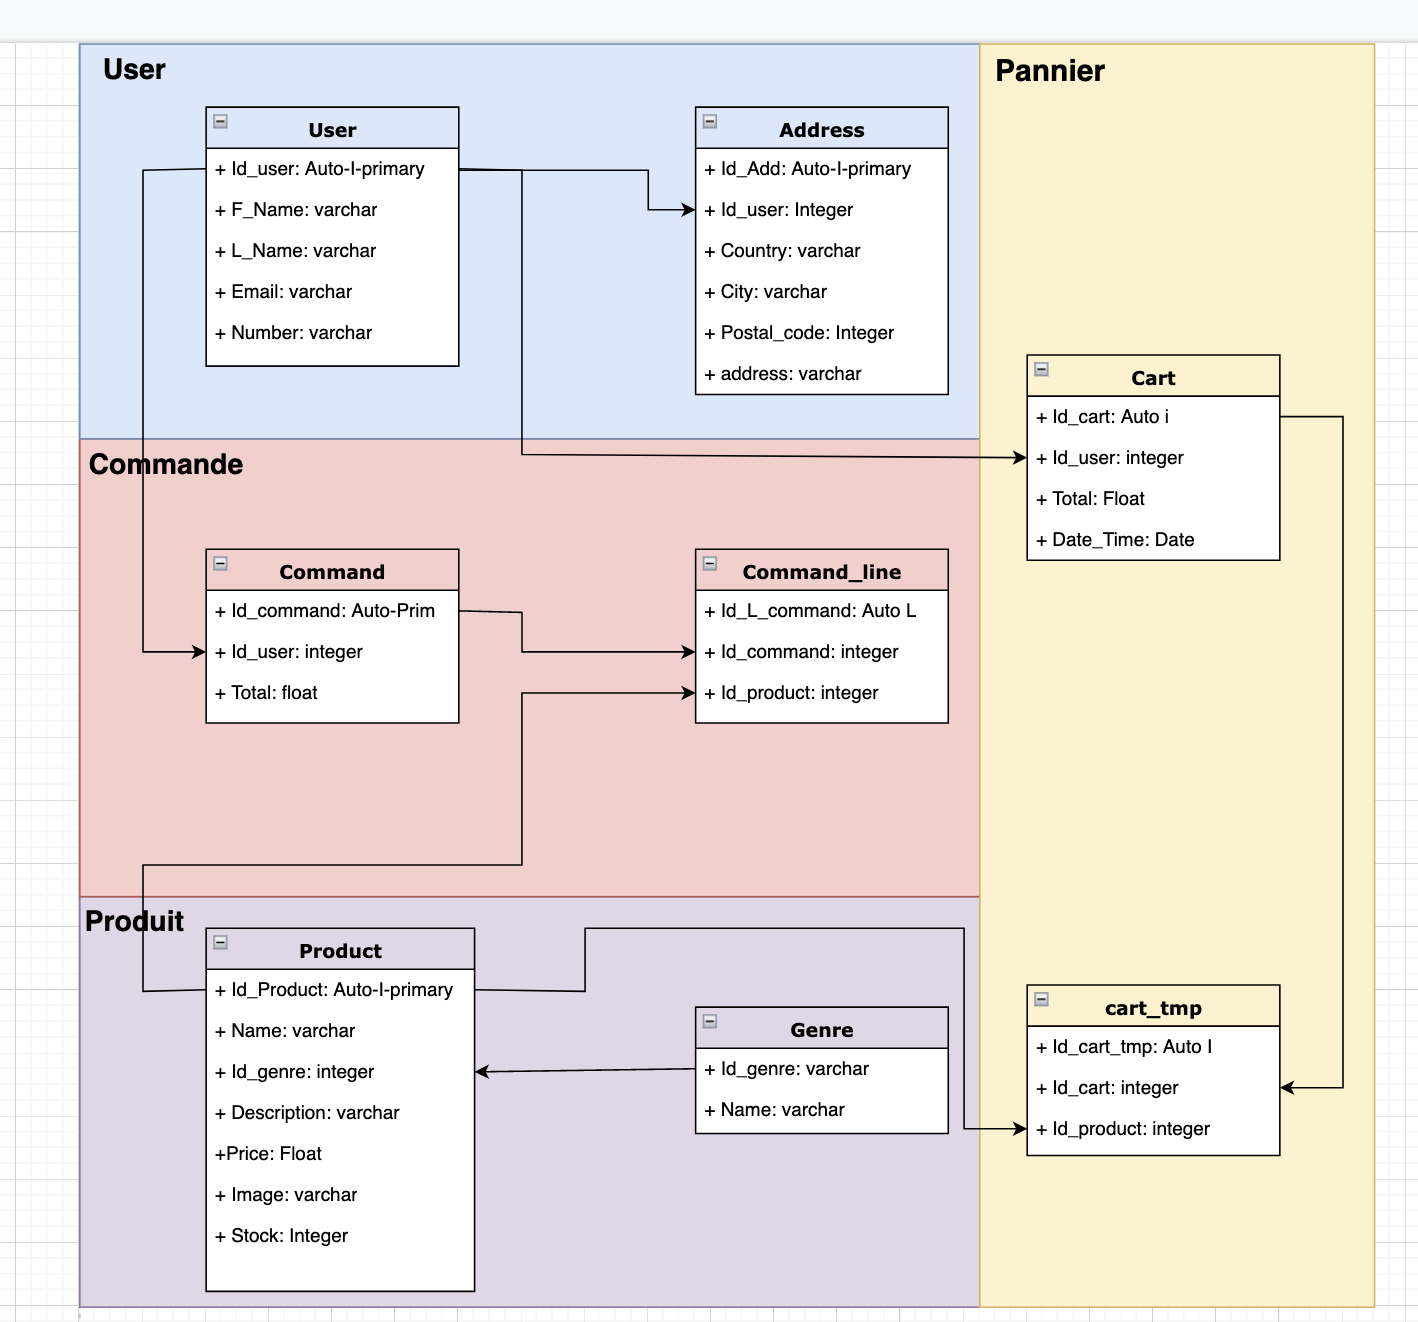 User
User
+ Id_user: Auto-I-primary
+ F_Name: varchar
+ L_Name: varchar
+ Email: varchar
+ Number: varchar
Address
+ Id_Add: Auto-I-primary
+ Id_user: Integer
+ Country: varchar
+ City: varchar
+ Postal_code: Integer
+ address: varchar
Commande
Command
+ Id_command: Auto-Prim
+ Id_user: integer
+ Total: float
Command_line
+ Id_L_command: Auto L
+ Id_command: integer
+ Id_product: integer
Produit
Product
+ Id_Product: Auto-I-primary
+ Name: varchar
+ Id_genre: integer
+ Description: varchar
+Price: Float
+ Image: varchar
+ Stock: Integer
Genre
+ Id_genre: varchar
+ Name: varchar
Pannier
Cart
+ Id_cart: Auto i
+ Id_user: integer
+ Total: Float
+ Date_Time: Date
cart_tmp
+ Id_cart_tmp: Auto I
+ Id_cart: integer
+ Id_product: integer